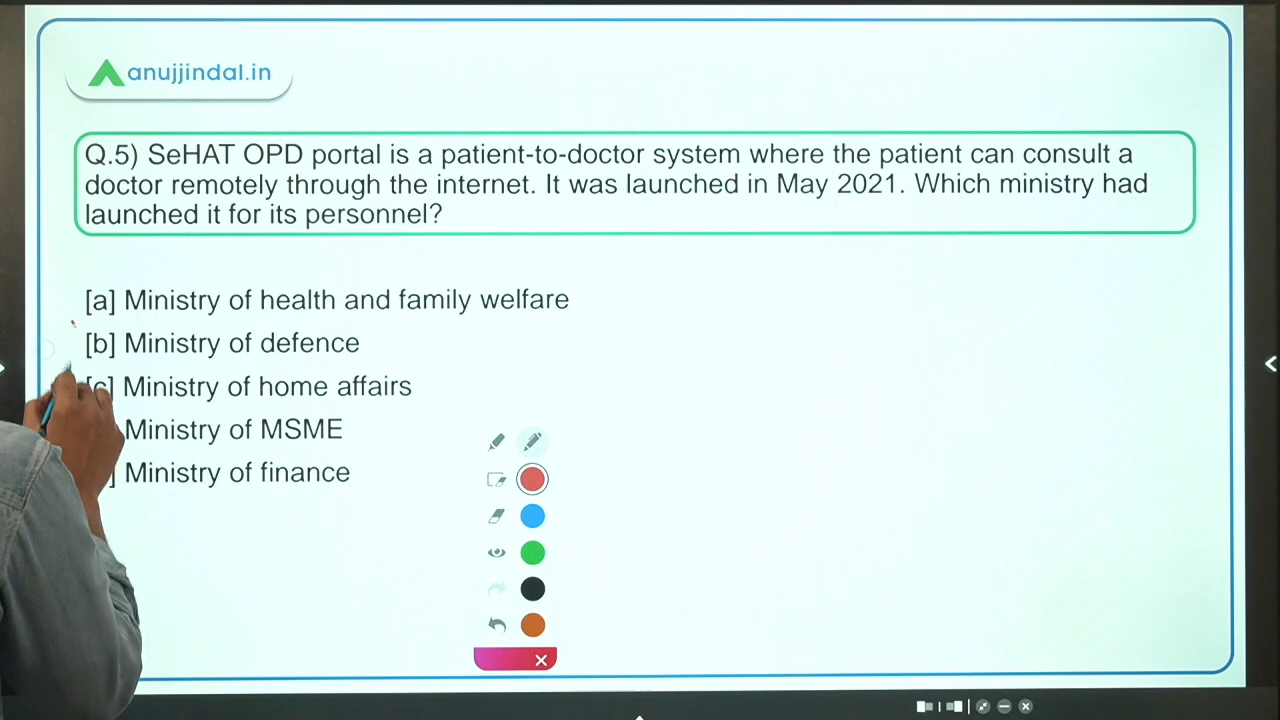 anujjindal.in
Q.5) SeHAT OPD portal is a patient-to-doctor system where the patient can consult a
doctor remotely through the internet. It was launched in May 2021. Which ministry had
launched it for its personnel?
[a] Ministry of health and family welfare
[b] Ministry of defence
[c] Ministry of home affairs
Ministry of MSME
] Ministry of finance